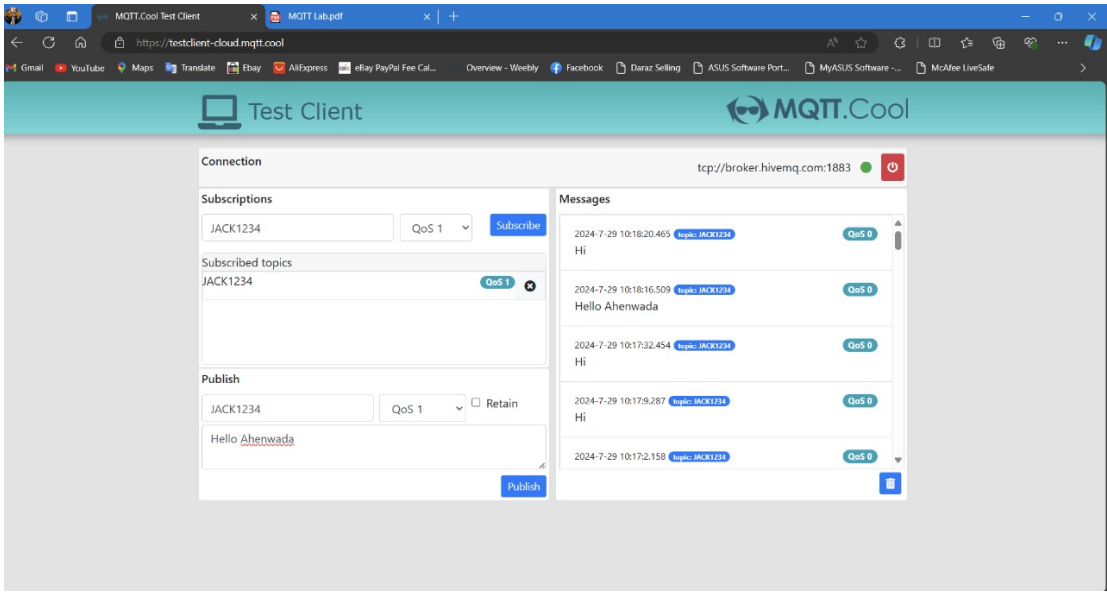 MQTT.Cool Test Client
MQTT Lab.pdf
https://testclient-cloud.mqtt.cool
Gmail YouTube Maps Translate Ebay AliExpress eBay PayPal Fee Cal... Overview - Weebly Facebook Daraz Selling ASUS Software Port... MyASUS Software -... McAfee LiveSafe
Test Client
MQTT.Cool
Connection
tcp://broker.hivemq.com:1883
Subscriptions
JACK1234 QoS 1 Subscribe
Subscribed topics
JACK1234 QoS 1
Publish
JACK1234 QoS 1 Retain
Hello Ahenwada
Publish
Messages
2024-7-29 10:18:20.465 topic: JACK1234 QoS 0
Hi
2024-7-29 10:18:16.509 topic: JACK1234 QoS 0
Hello Ahenwada
2024-7-29 10:17:32.454 topic: JACK1234 QoS 0
Hi
2024-7-29 10:17:9.287 topic: JACK1234 QoS 0
Hi
2024-7-29 10:17:2.158 topic: JACK1234 QoS 0